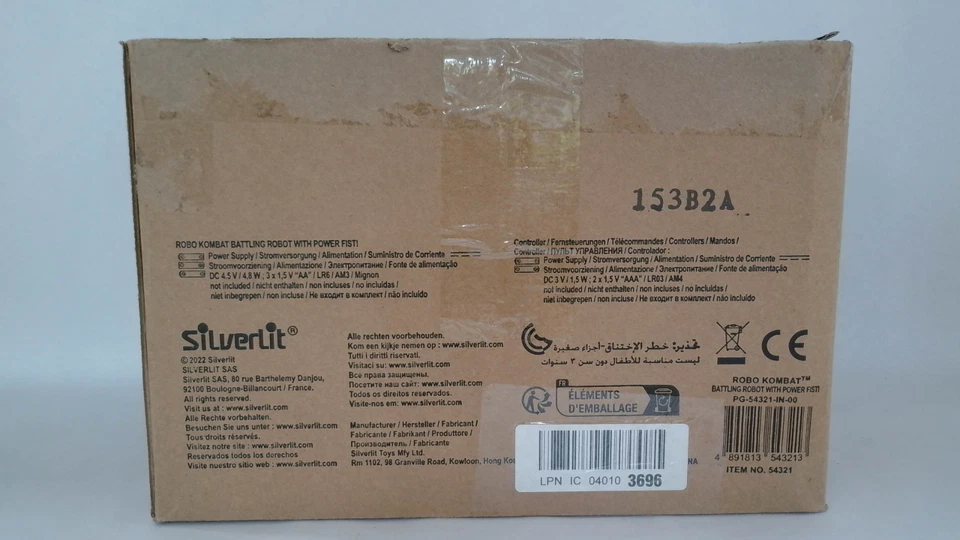 153B2A
ROBO KOMBAT BATTLING ROBOT WITH POWER FIST!
Power Supply / Stromversorgung / Alimentation / Suministro de Corriente
Stroomvoorziening / Alimentazione / Электропитание / Fonte de alimentação
DC 4.5 V / 4,8 W ; 3 x 1,5 V "AA" / LR6 / AM3 / Mignon
not included / nicht enthalten / non incluses / no incluidas /
niet inbegrepen / non incluse / Не входит в комплект / não incluído
Controller / Fernsteuerungen / Télécommandes / Controllers / Mandos /
Controller / ПУЛЬТ УПРАВЛЕНИЯ / Controlador :
Power Supply / Stromversorgung / Alimentation / Suministro de Corriente
Stroomvoorziening / Alimentazione / Электропитание / Fonte de alimentação
DC 3 V / 1,5 W ; 2 x 1,5 V "AAA" / LR03 / AM4
not included / nicht enthalten / non incluses / no incluidas /
niet inbegrepen / non incluse / Не входит в комплект / não incluído
Silverlit®
©2022 Silverlit
SILVERLIT SAS
Silverlit SAS, 80 rue Barthelemy Danjou,
92100 Boulogne-Billancourt / France.
All rights reserved.
Visit us at : www.silverlit.com
Alle Rechte vorbehalten.
Besuchen Sie uns unter : www.silverlit.com
Tous droits réservés.
Visitez notre site : www.silverlit.com
Reservados todos los derechos
Visite nuestro sitio web : www.silverlit.com
Alle rechten voorbehouden.
Kom een kijkje nemen op : www.silverlit.com
Tutti i diritti riservati.
Visitaci su: www.silverlit.com
Все права защищены.
Посетите наш сайт: www.silverlit.com
Todos os direitos reservados.
Visite-nos em: www.silverlit.com
Manufacturer / Hersteller / Fabricant /
Fabricante / Fabrikant / Produttore /
Производитель / Fabricante
Silverlit Toys Mfy Ltd.
Rm 1102, 98 Granville Road, Kowloon, Hong
تحذير: خطر الإختناق-أجزاء صغيرة
ليست مناسبة للأطفال دون سن ٣ سنوات
CE
FR
ÉLÉMENTS
D'EMBALLAGE
LPN IC 04010 3696
ROBO KOMBAT™
BATTLING ROBOT WITH POWER FIST!
PG-54321-IN-00
4 891813 543213
ITEM NO. 54321